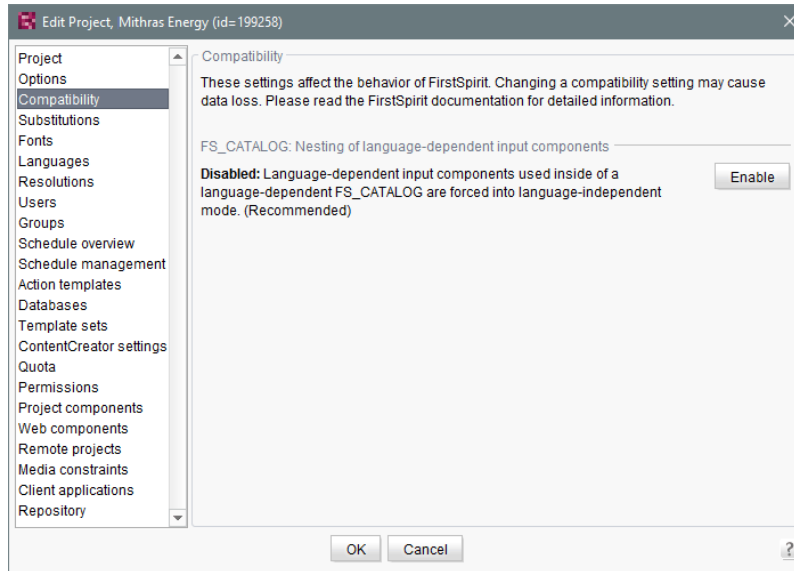 Edit Project, Mithras Energy (id=199258)
Project
Options
Compatibility
Substitutions
Fonts
Languages
Resolutions
Users
Groups
Schedule overview
Schedule management
Action templates
Databases
Template sets
ContentCreator settings
Quota
Permissions
Project components
Web components
Remote projects
Media constraints
Client applications
Repository
Compatibility
These settings affect the behavior of FirstSpirit. Changing a compatibility setting may cause
data loss. Please read the FirstSpirit documentation for detailed information.
FS_CATALOG: Nesting of language-dependent input components
Disabled: Language-dependent input components used inside of a
language-dependent FS_CATALOG are forced into language-independent
mode. (Recommended)
Enable
OK
Cancel
?